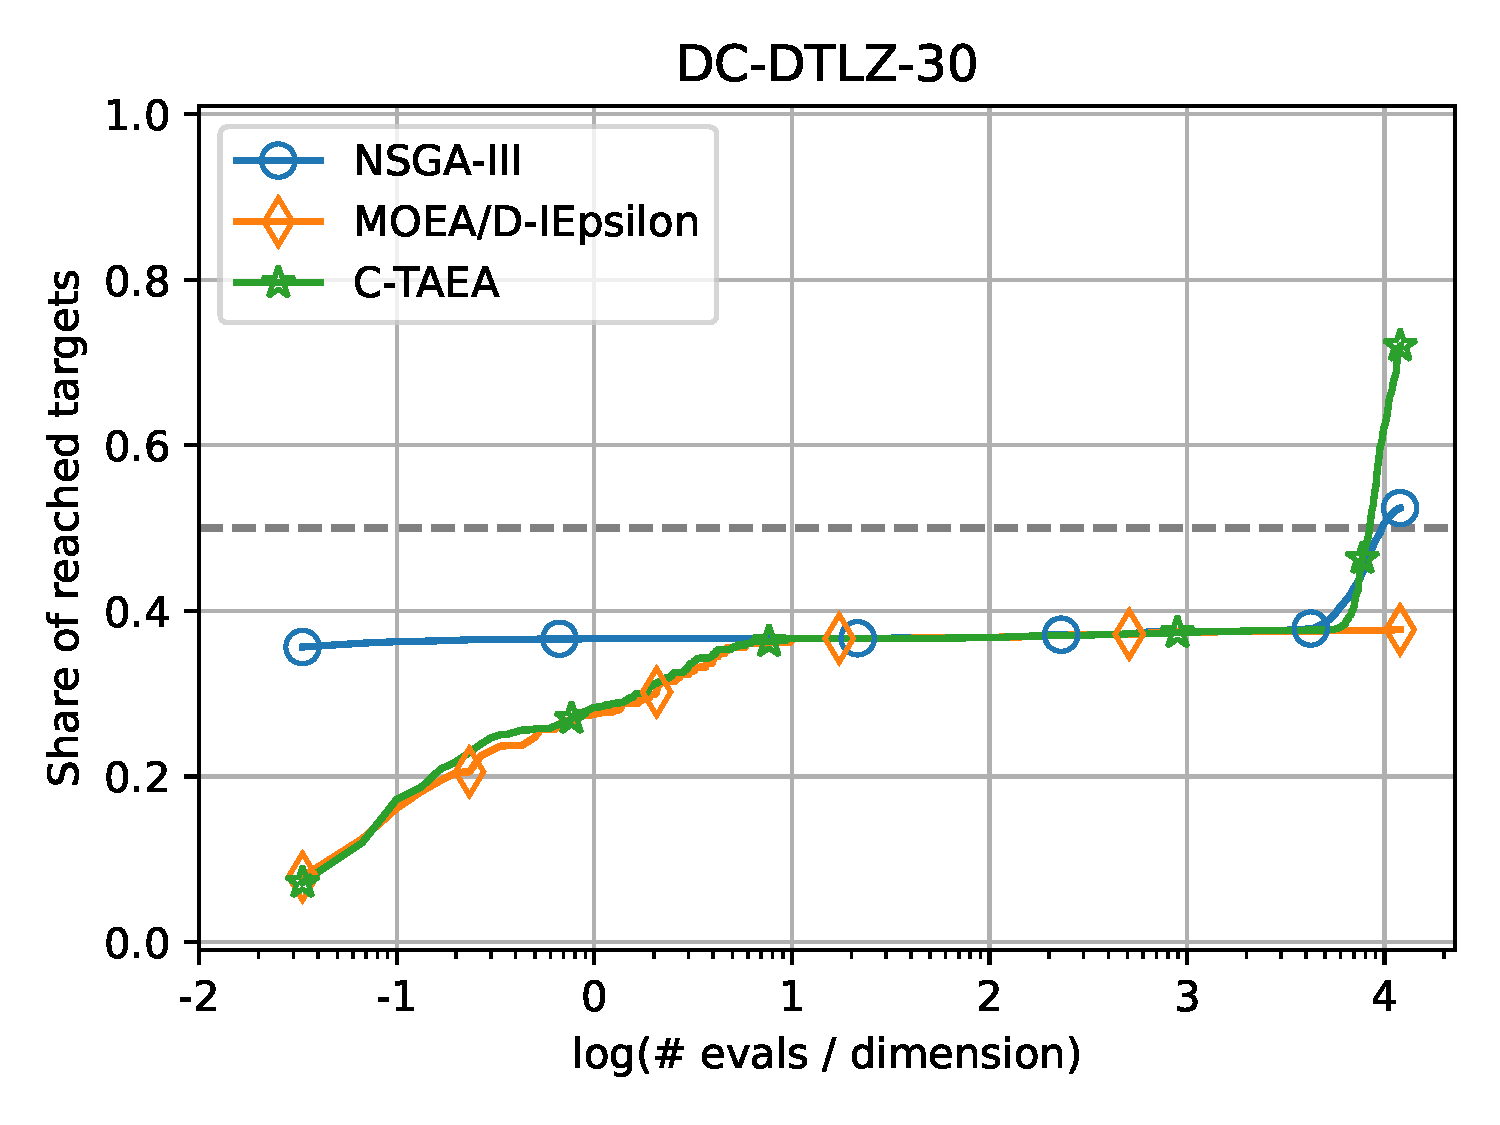 DC-DTLZ-30
1.0
0.8
0.6
0.4
0.2
0.0
Share of reached targets
NSGA-III
MOEA/D-IEpsilon
C-TAEA
-2 -1 0 1 2 3 4
log(# evals / dimension)